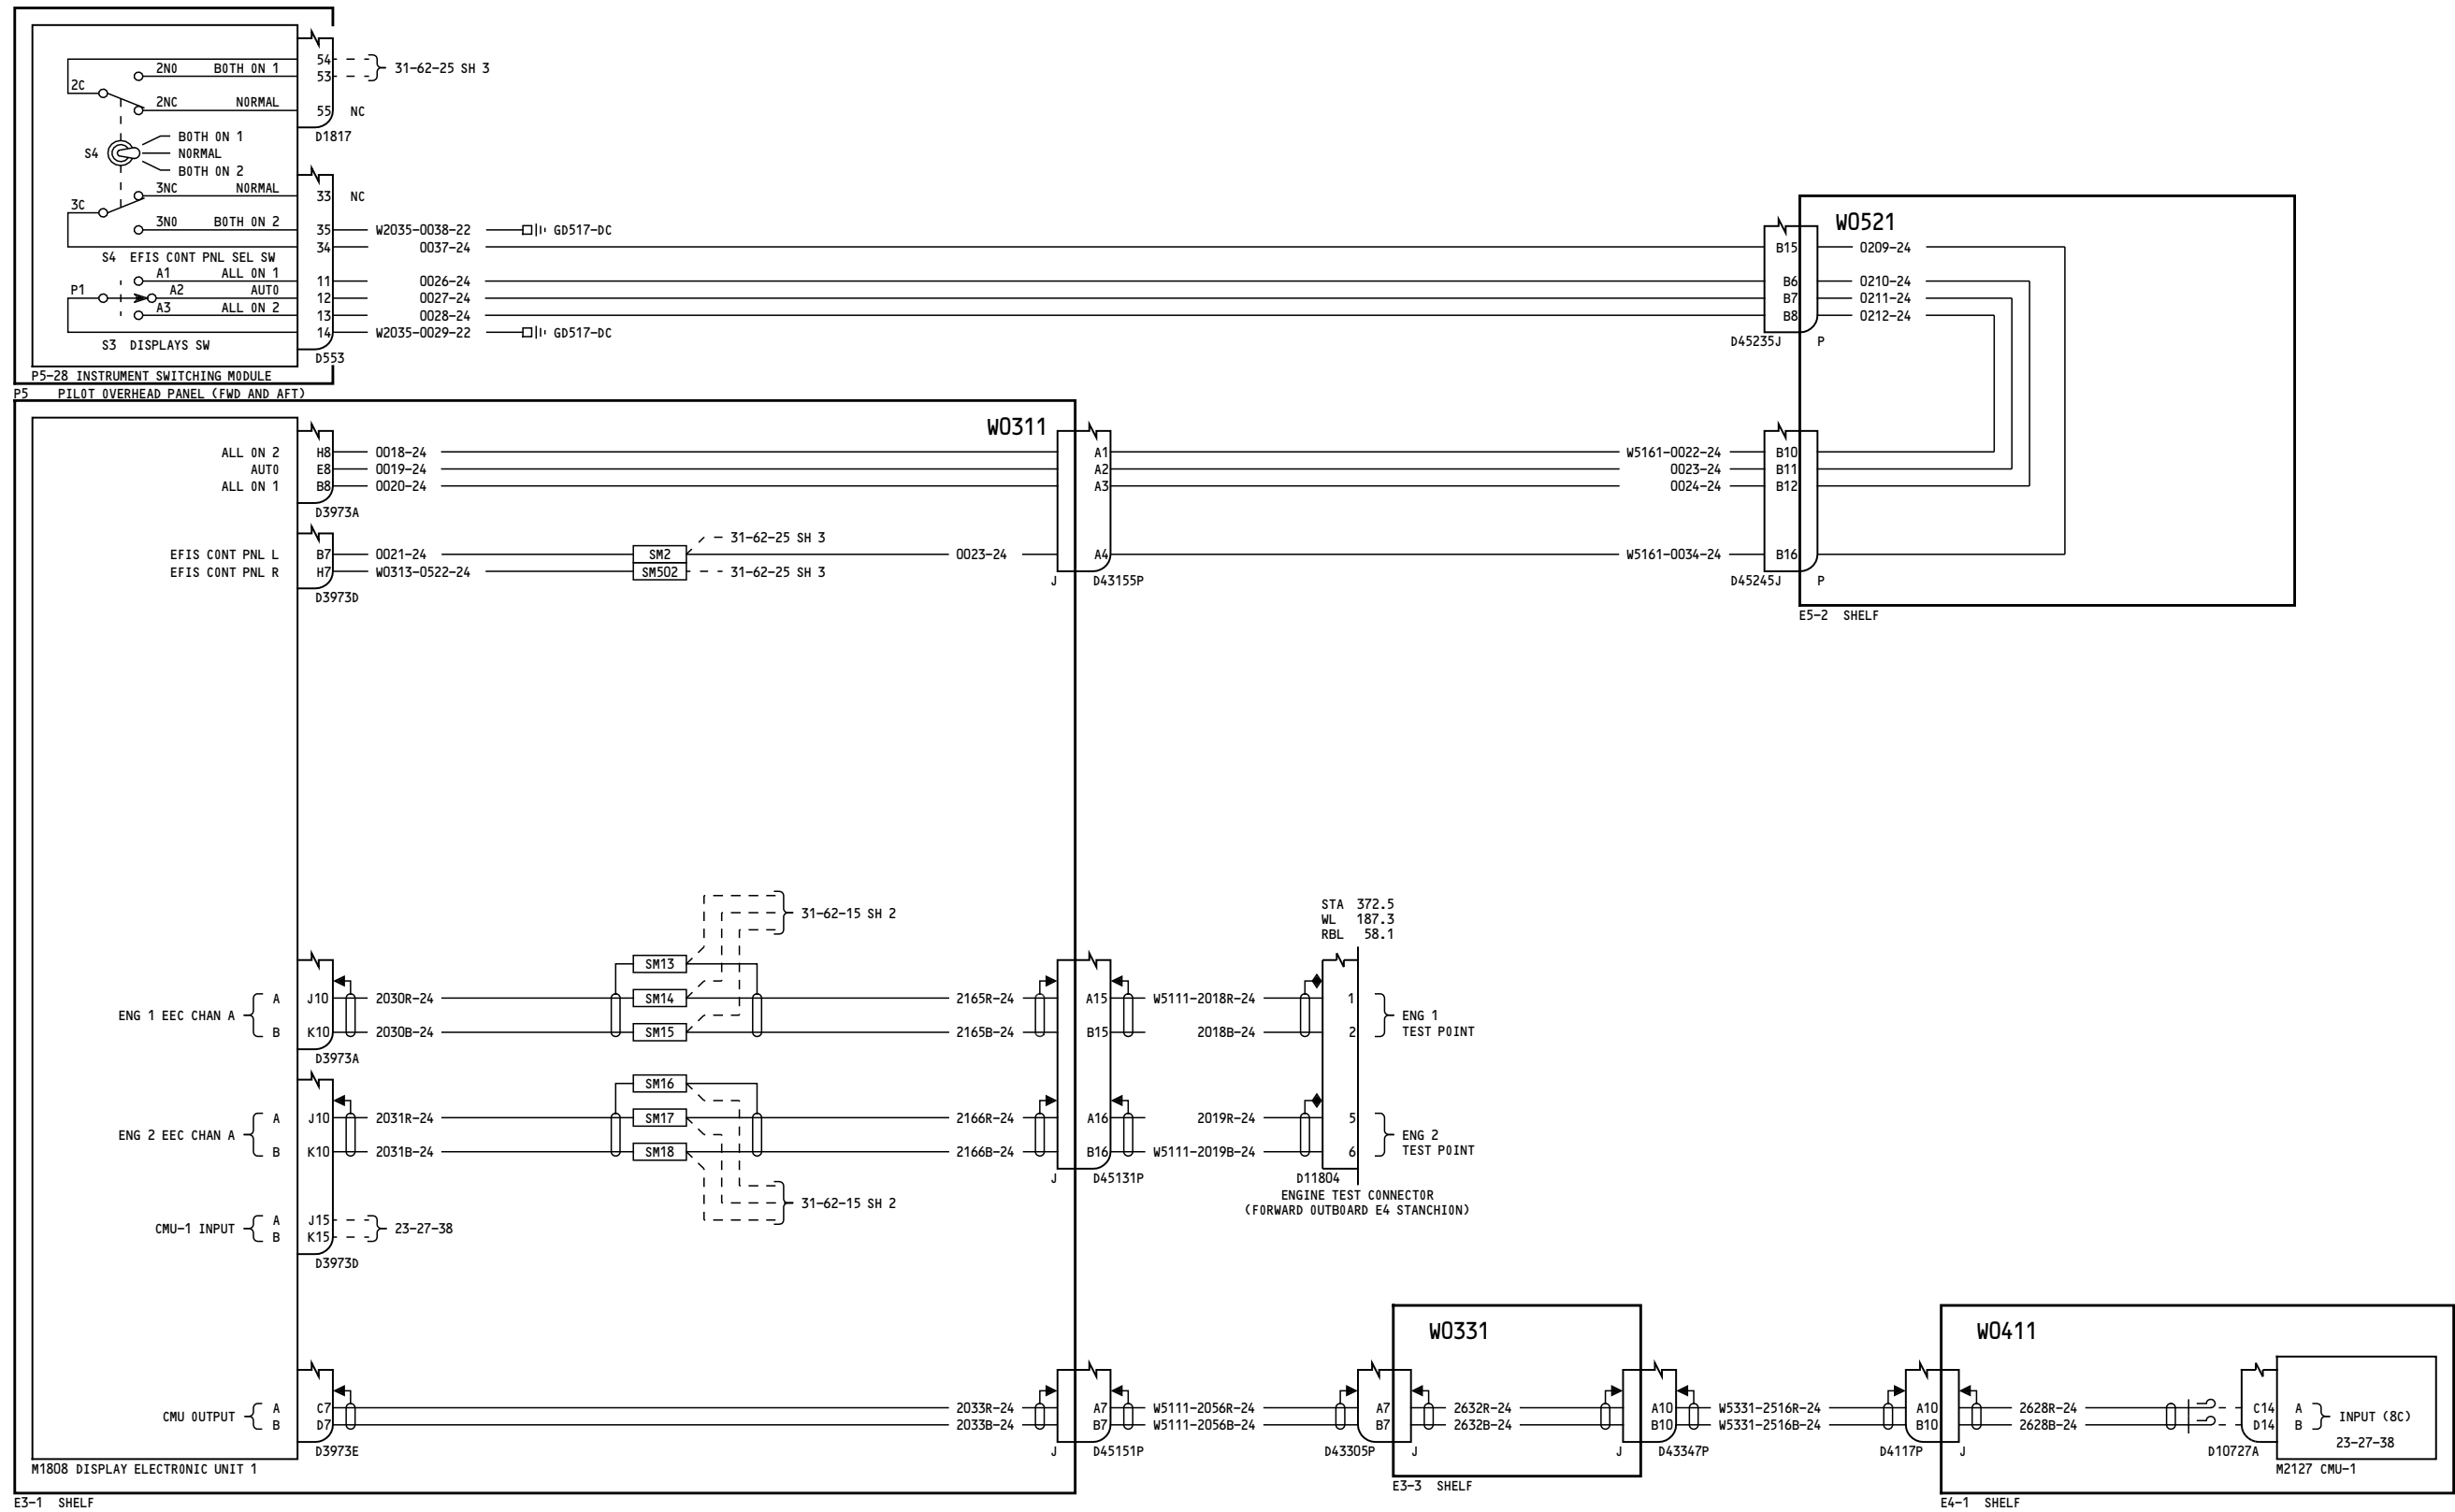 54
2NO BOTH ON 1 53 31-62-25 SH 3
2C
2NC NORMAL 55 NC
D1817
BOTH ON 1
S4 NORMAL
BOTH ON 2
3NC NORMAL 33 NC
3C
3NO BOTH ON 2 35 W2035-0038-22 GD517-DC
34 0037-24
S4 EFIS CONT PNL SEL SW
A1 ALL ON 1 11 0026-24
P1 A2 AUTO 12 0027-24
A3 ALL ON 2 13 0028-24
14 W2035-0029-22 GD517-DC
S3 DISPLAYS SW
D553
P5-28 INSTRUMENT SWITCHING MODULE
P5 PILOT OVERHEAD PANEL (FWD AND AFT)
W0521
B15 0209-24
B6 0210-24
B7 0211-24
B8 0212-24
D45235J P
W0311
ALL ON 2 H8 0018-24 A1 W5161-0022-24 B10
AUTO E8 0019-24 A2 0023-24 B11
ALL ON 1 B8 0020-24 A3 0024-24 B12
D3973A
31-62-25 SH 3
EFIS CONT PNL L B7 0021-24 SM2 0023-24 A4 W5161-0034-24 B16
EFIS CONT PNL R H7 W0313-0522-24 SM502 31-62-25 SH 3
J D43155P D45245J P
D3973D
E5-2 SHELF
31-62-15 SH 2
STA 372.5
WL 187.3
RBL 58.1
SM13
A J10 2030R-24 SM14 2165R-24 A15 W5111-2018R-24 1
ENG 1 EEC CHAN A
ENG 1
TEST POINT
B K10 2030B-24 SM15 2165B-24 B15 2018B-24 2
D3973A
SM16
A J10 2031R-24 SM17 2166R-24 A16 2019R-24 5
ENG 2 EEC CHAN A
ENG 2
TEST POINT
B K10 2031B-24 SM18 2166B-24 B16 W5111-2019B-24 6
J D45131P D11804
ENGINE TEST CONNECTOR
(FORWARD OUTBOARD E4 STANCHION)
31-62-15 SH 2
A J15
CMU-1 INPUT 23-27-38
B K15
D3973D
W0331
W0411
A C7 2033R-24 A7 W5111-2056R-24 A7 2632R-24 A10 W5331-2516R-24 A10 2628R-24 C14 A
CMU OUTPUT INPUT (8C)
B D7 2033B-24 B7 W5111-2056B-24 B7 2632B-24 B10 W5331-2516B-24 B10 2628B-24 D14 B
23-27-38
D3973E J D45151P D43305P J J D43347P D4117P J D10727A
M1808 DISPLAY ELECTRONIC UNIT 1
M2127 CMU-1
E3-3 SHELF
E3-1 SHELF
E4-1 SHELF